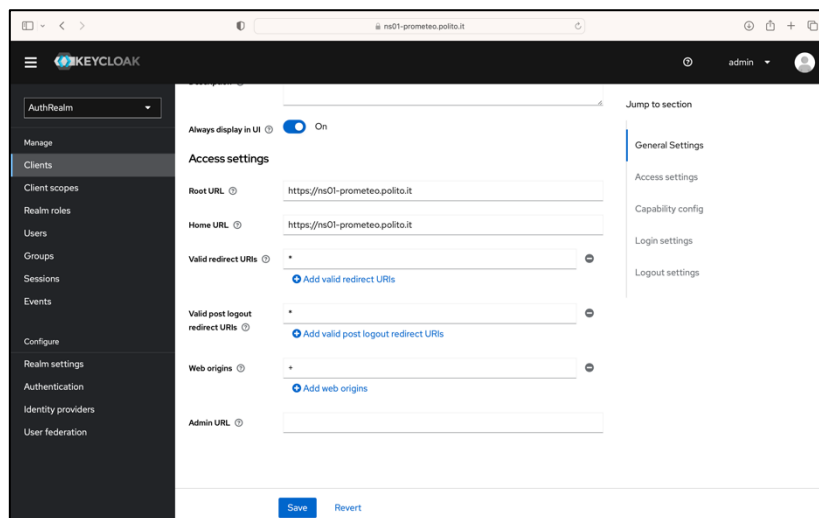 ns01-prometeo.polito.it
KEYCLOAK
admin
AuthRealm
Manage
Clients
Client scopes
Realm roles
Users
Groups
Sessions
Events
Configure
Realm settings
Authentication
Identity providers
User federation
Always display in UI
On
Access settings
Root URL
https://ns01-prometeo.polito.it
Home URL
https://ns01-prometeo.polito.it
Valid redirect URIs
*
Add valid redirect URIs
Valid post logout
redirect URIs
*
Add valid post logout redirect URIs
Web origins
+
Add web origins
Admin URL
Save
Revert
Jump to section
General Settings
Access settings
Capability config
Login settings
Logout settings